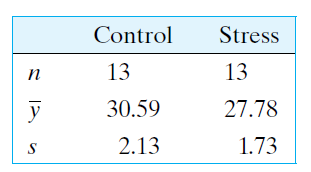 Control Stress
n 13 13
ȳ 30.59 27.78
s 2.13 1.73